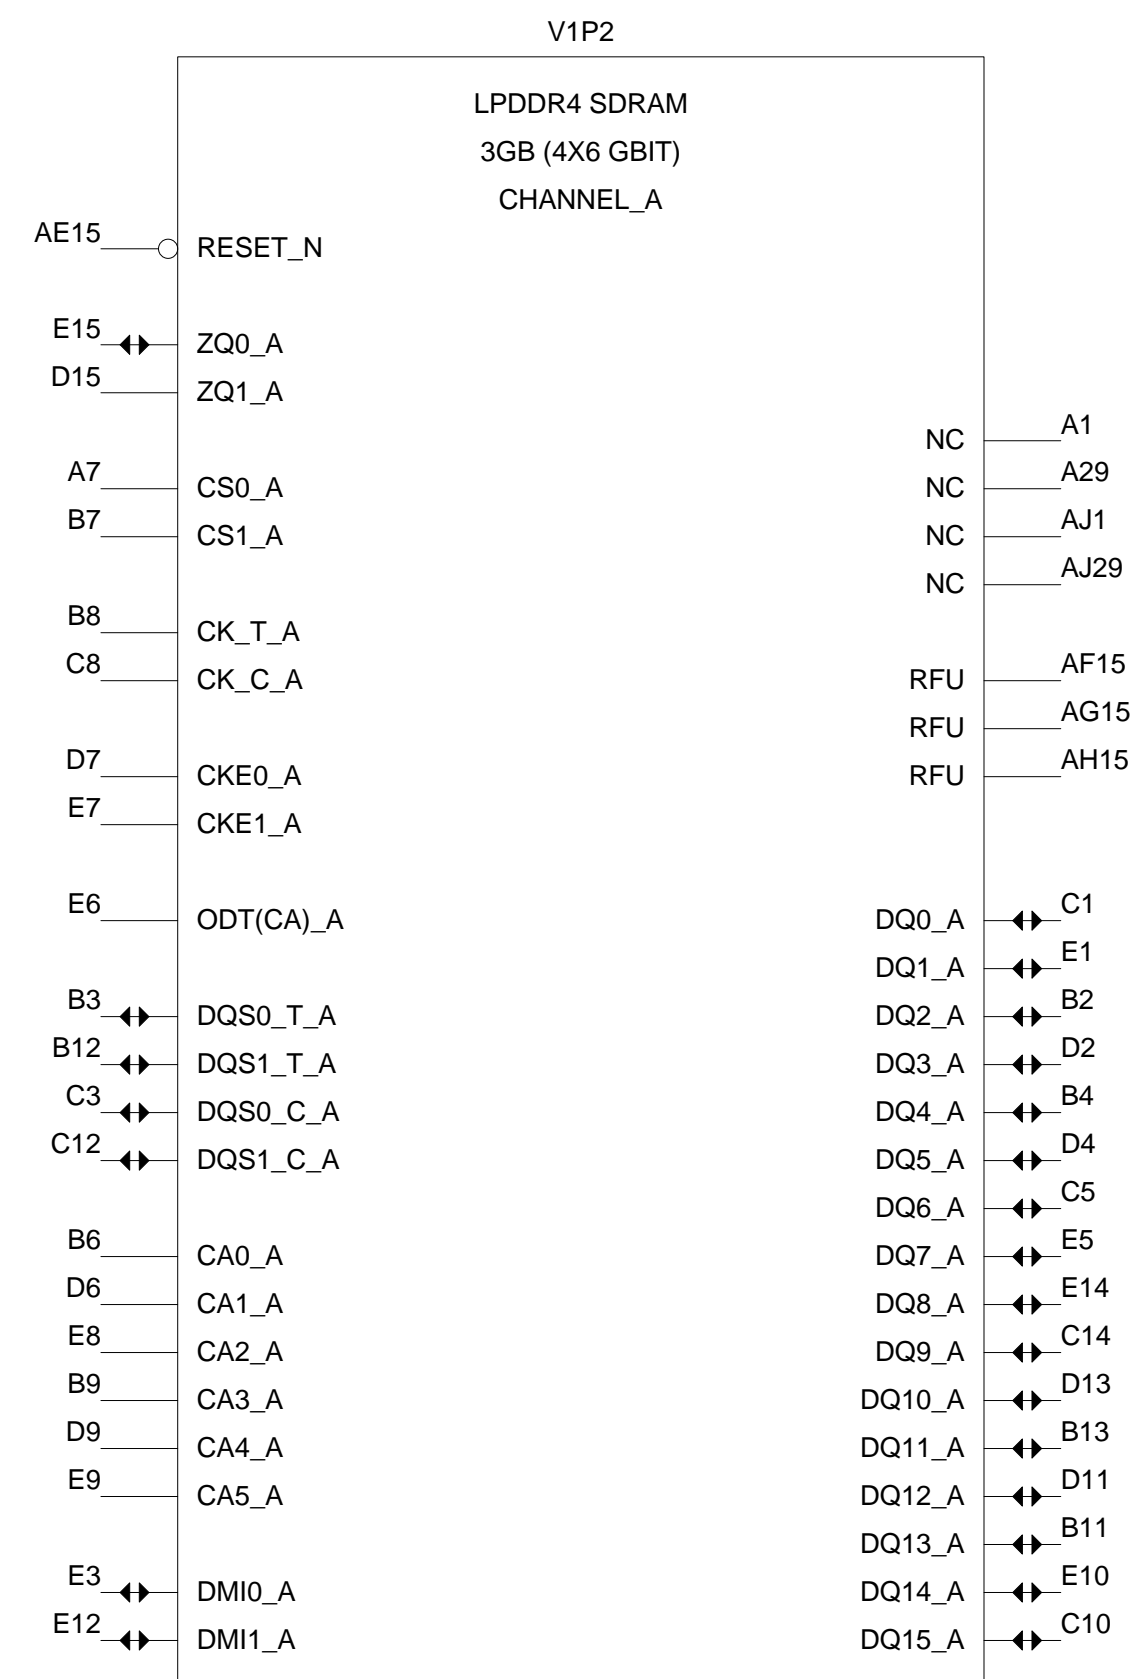 V1P2
LPDDR4 SDRAM
3GB (4X6 GBIT)
CHANNEL_A
AE15 RESET_N
E15 ZQ0_A
D15 ZQ1_A
NC A1
A7 CS0_A NC A29
B7 CS1_A NC AJ1
NC AJ29
B8 CK_T_A
C8 CK_C_A RFU AF15
RFU AG15
D7 CKE0_A RFU AH15
E7 CKE1_A
E6 ODT(CA)_A DQ0_A C1
DQ1_A E1
B3 DQS0_T_A DQ2_A B2
B12 DQS1_T_A DQ3_A D2
C3 DQS0_C_A DQ4_A B4
C12 DQS1_C_A DQ5_A D4
DQ6_A C5
B6 CA0_A DQ7_A E5
D6 CA1_A DQ8_A E14
E8 CA2_A DQ9_A C14
B9 CA3_A DQ10_A D13
D9 CA4_A DQ11_A B13
E9 CA5_A DQ12_A D11
DQ13_A B11
E3 DMI0_A DQ14_A E10
E12 DMI1_A DQ15_A C10